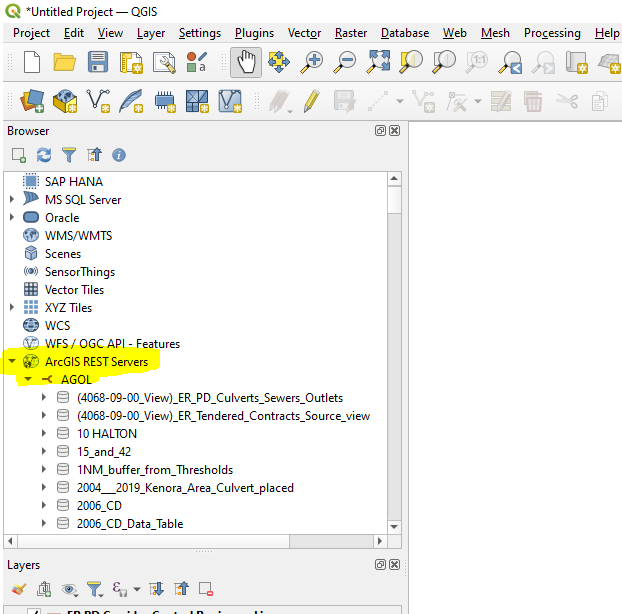 *Untitled Project — QGIS
Project Edit View Layer Settings Plugins Vector Raster Database Web Mesh Processing Help
1:1
Browser
SAP HANA
MS SQL Server
Oracle
WMS/WMTS
Scenes
SensorThings
Vector Tiles
XYZ Tiles
WCS
WFS / OGC API - Features
ArcGIS REST Servers
AGOL
(4068-09-00_View)_ER_PD_Culverts_Sewers_Outlets
(4068-09-00_View)_ER_Tendered_Contracts_Source_view
10 HALTON
15_and_42
1NM_buffer_from_Thresholds
2004___2019_Kenora_Area_Culvert_placed
2006_CD
2006_CD_Data_Table
Layers